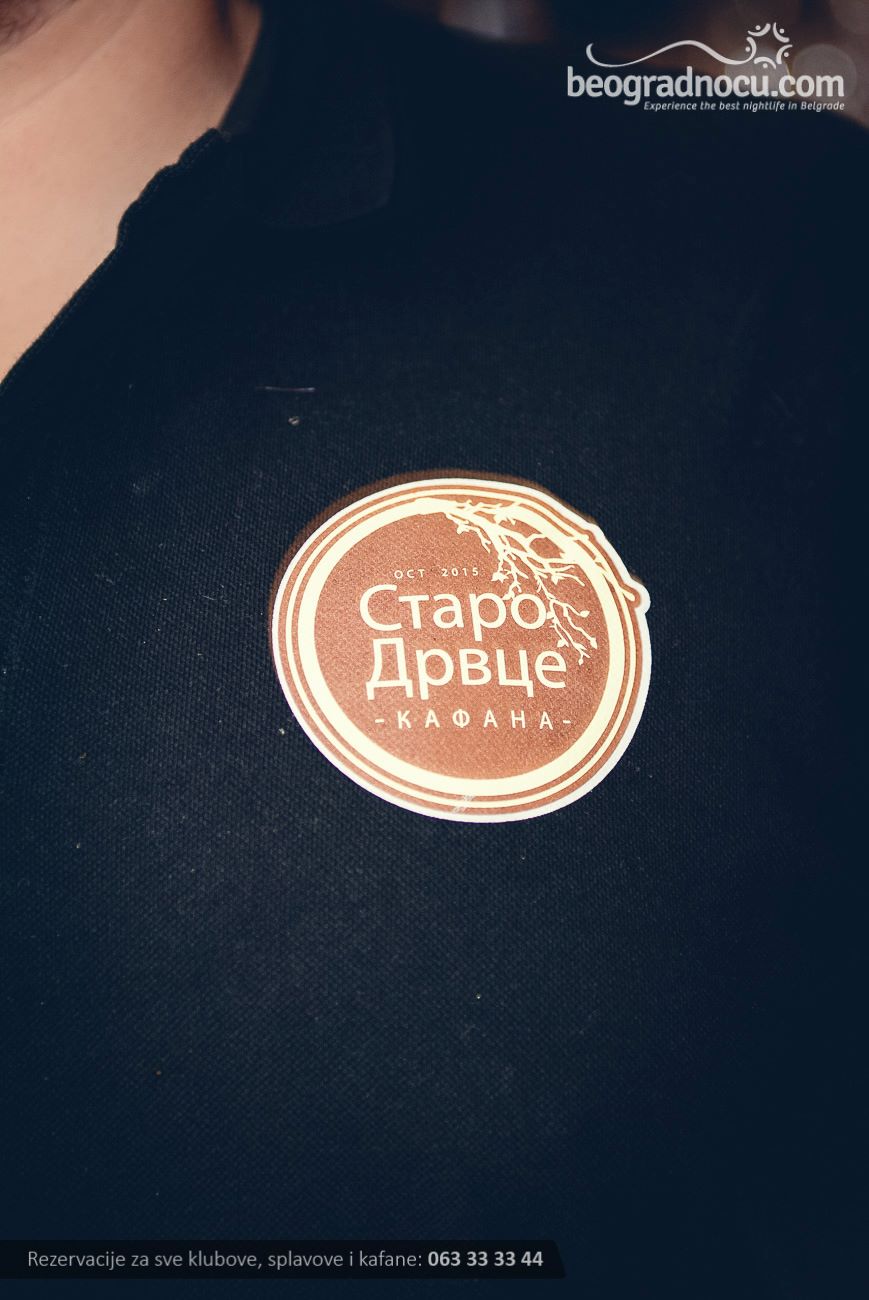 beogradnocu.com
Experience the best nightlife in Belgrade
ОСТ 2015
Старо
Дрвце
-КАФАНА-
Rezervacije za sve klubove, splavove i kafane: 063 33 33 44